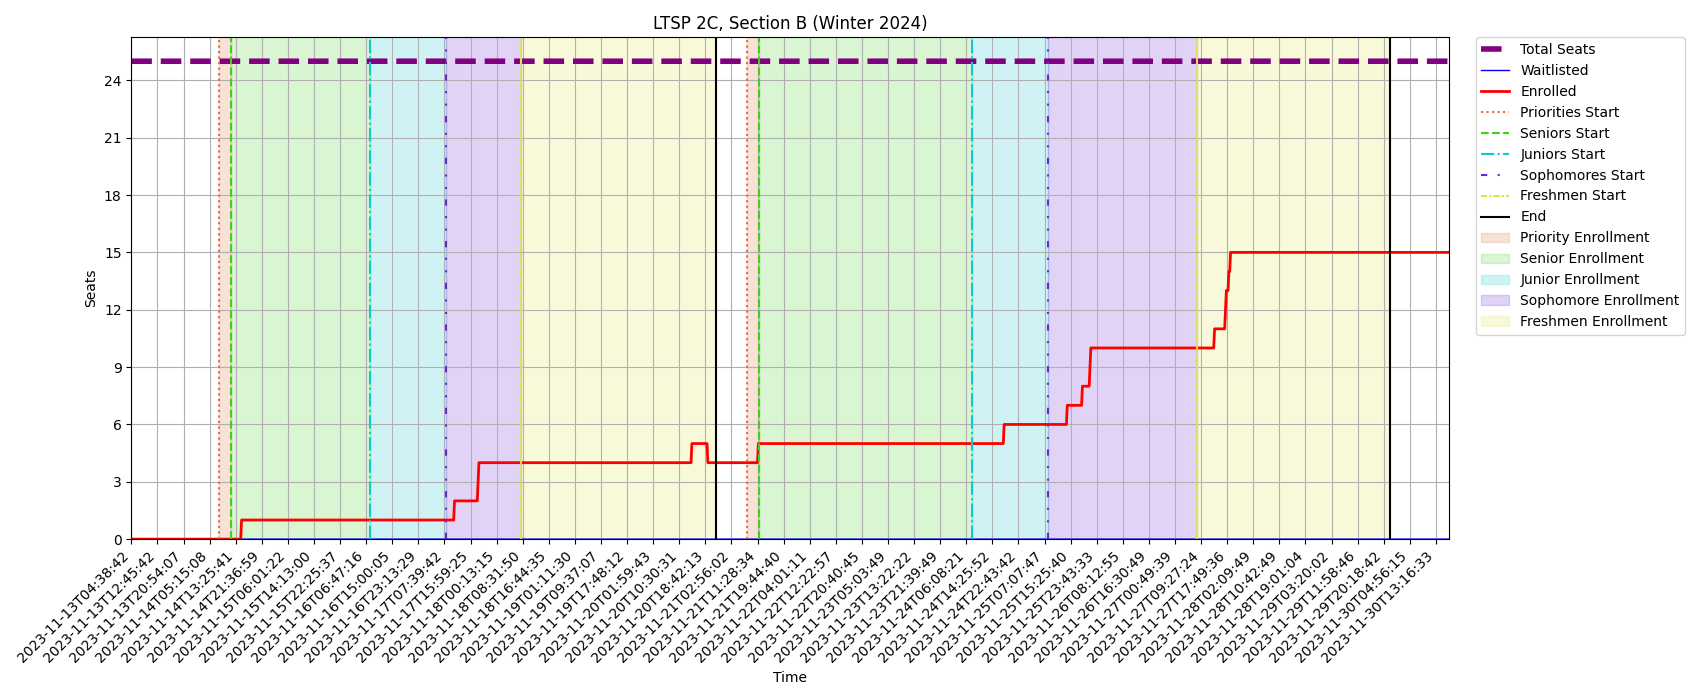 LTSP 2C, Section B (Winter 2024)
Seats
24
21
18
15
12
9
6
3
0
2023-11-13T04:38:42
2023-11-13T12:45:42
2023-11-13T20:54:07
2023-11-14T05:15:08
2023-11-14T13:25:41
2023-11-14T21:36:59
2023-11-15T06:01:22
2023-11-15T14:13:00
2023-11-15T22:25:37
2023-11-16T06:47:16
2023-11-16T15:00:05
2023-11-16T23:13:29
2023-11-17T07:39:42
2023-11-17T15:59:25
2023-11-18T00:13:15
2023-11-18T08:31:50
2023-11-18T16:44:35
2023-11-19T01:11:30
2023-11-19T09:37:07
2023-11-19T17:48:12
2023-11-20T01:59:43
2023-11-20T10:30:31
2023-11-20T18:42:13
2023-11-21T02:56:02
2023-11-21T11:28:34
2023-11-21T19:44:40
2023-11-22T04:01:11
2023-11-22T12:22:57
2023-11-22T20:40:45
2023-11-23T05:03:49
2023-11-23T13:22:22
2023-11-23T21:39:49
2023-11-24T06:08:21
2023-11-24T14:25:52
2023-11-24T22:43:42
2023-11-25T07:07:47
2023-11-25T15:25:40
2023-11-25T23:43:33
2023-11-26T08:12:55
2023-11-26T16:30:49
2023-11-27T00:49:39
2023-11-27T09:27:24
2023-11-27T17:49:36
2023-11-28T02:09:49
2023-11-28T10:42:49
2023-11-28T19:01:04
2023-11-29T03:20:02
2023-11-29T11:58:46
2023-11-29T20:18:42
2023-11-30T04:56:15
2023-11-30T13:16:33
Time
Total Seats
Waitlisted
Enrolled
Priorities Start
Seniors Start
Juniors Start
Sophomores Start
Freshmen Start
End
Priority Enrollment
Senior Enrollment
Junior Enrollment
Sophomore Enrollment
Freshmen Enrollment